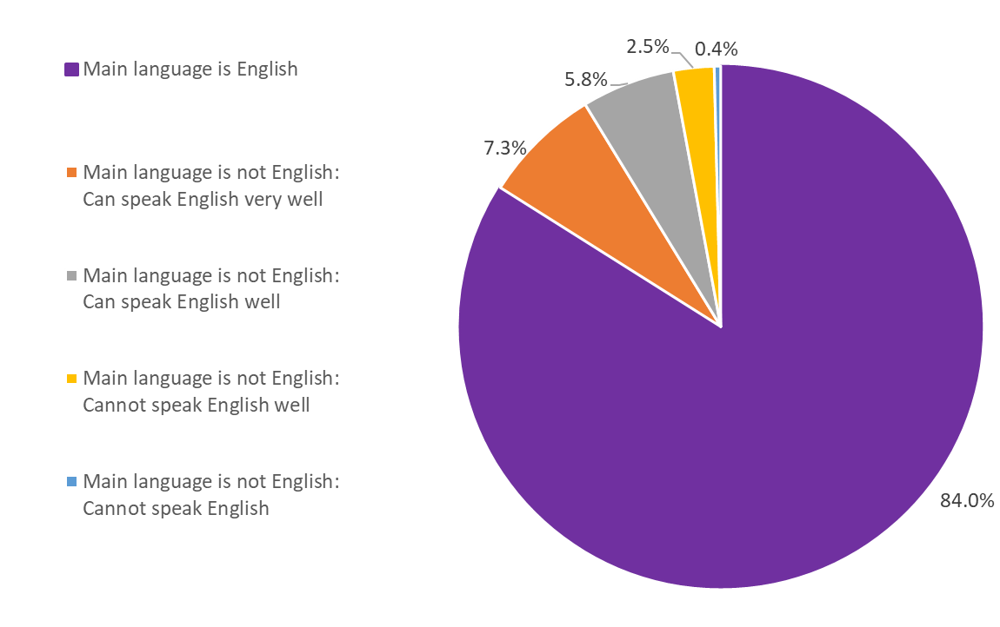 Main language is English
Main language is not English:
Can speak English very well
Main language is not English:
Can speak English well
Main language is not English:
Cannot speak English well
Main language is not English:
Cannot speak English
2.5%
0.4%
5.8%
7.3%
84.0%